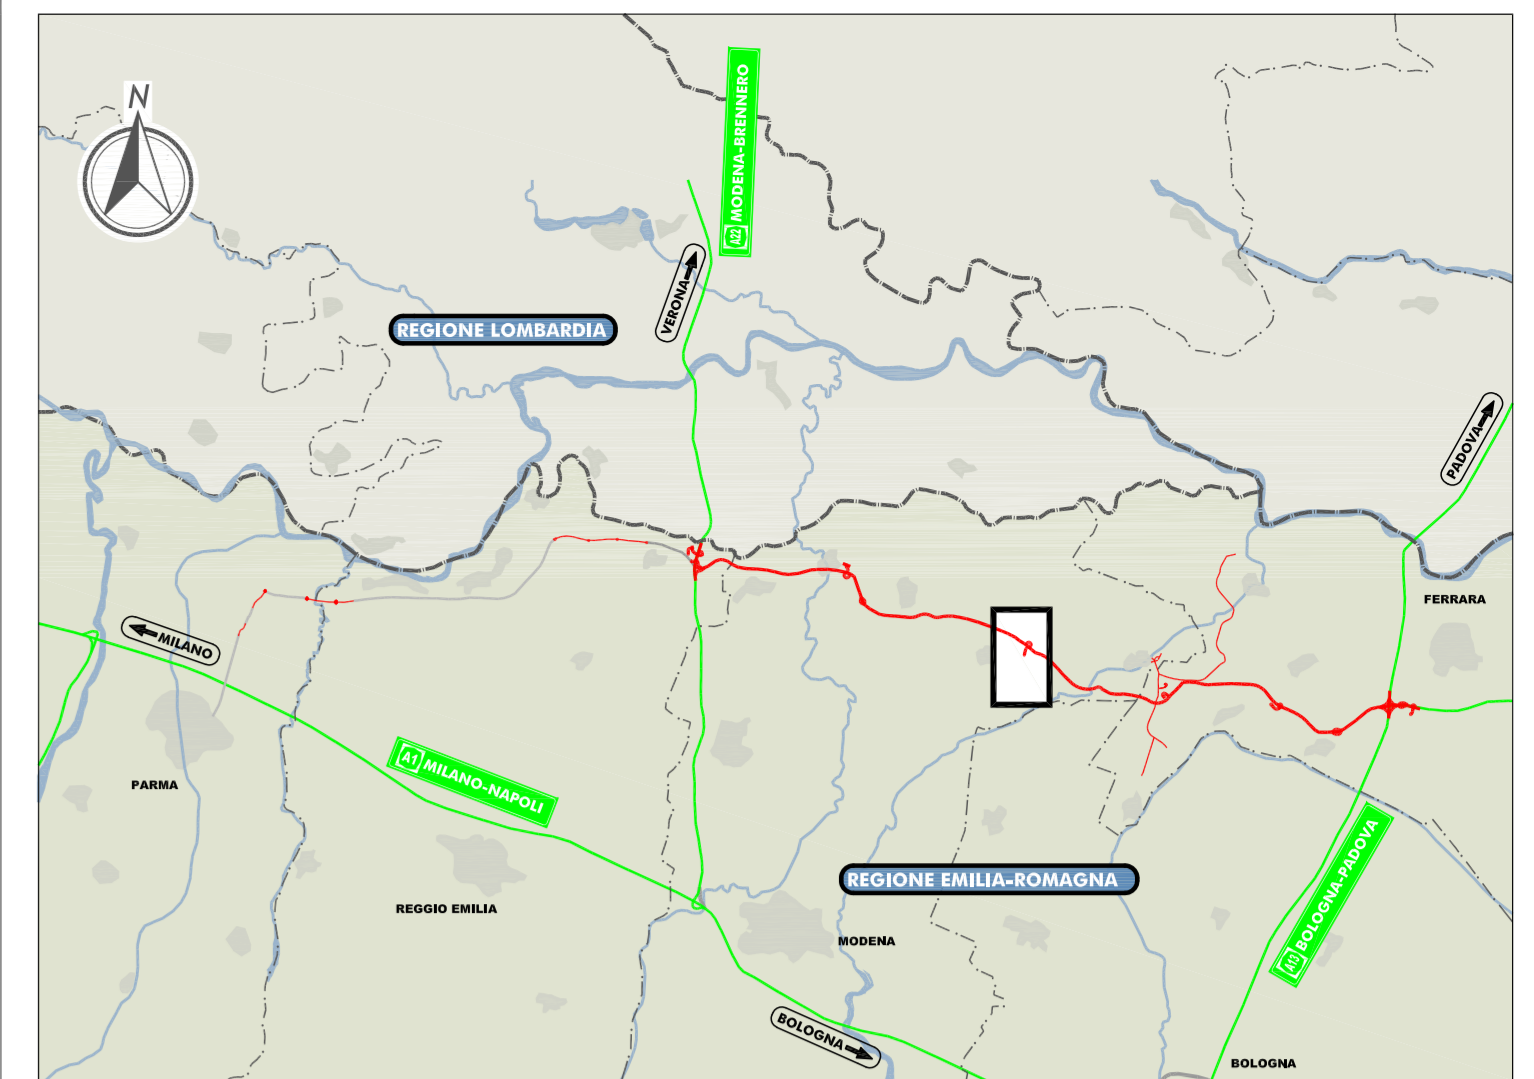 N
A22 MODENA-BRENNERO
VERONA
REGIONE LOMBARDIA
PADOVA
FERRARA
MILANO
PARMA
A1 MILANO-NAPOLI
REGIONE EMILIA-ROMAGNA
A13 BOLOGNA-PADOVA
REGGIO EMILIA
MODENA
BOLOGNA
BOLOGNA